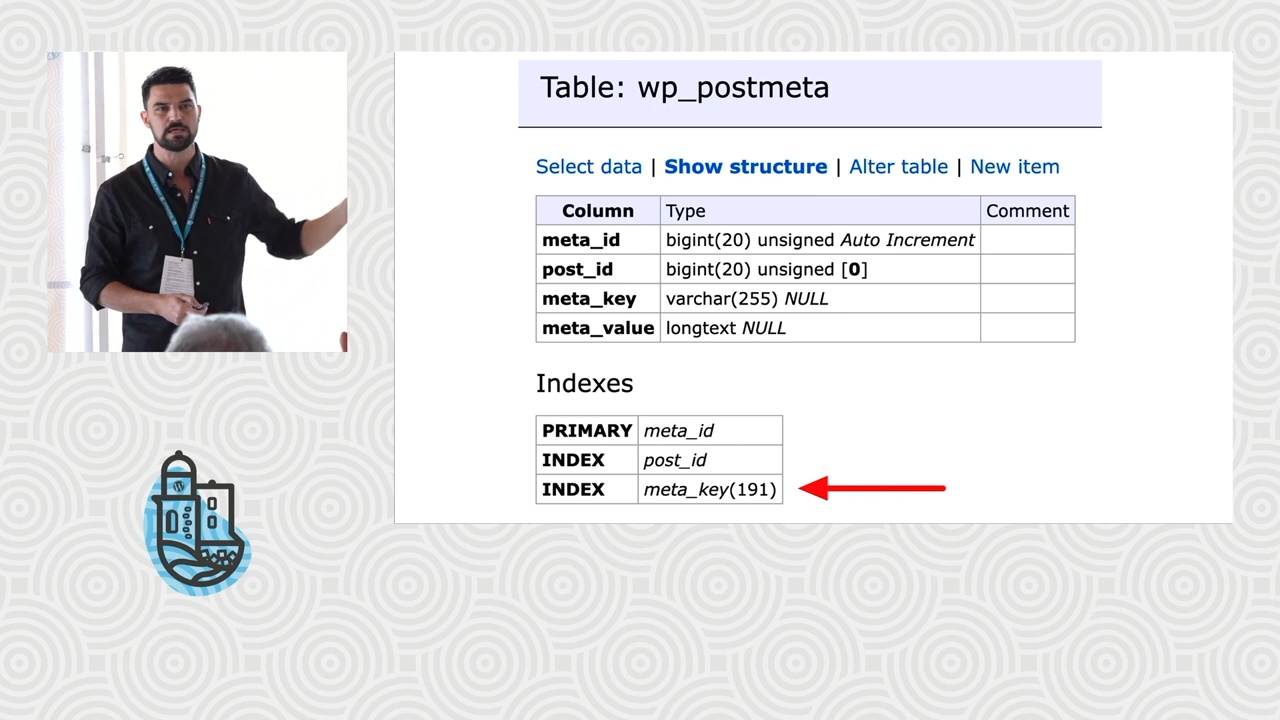 Table: wp_postmeta
Select data | Show structure | Alter table | New item
Column Type Comment
meta_id bigint(20) unsigned Auto Increment
post_id bigint(20) unsigned [0]
meta_key varchar(255) NULL
meta_value longtext NULL
Indexes
PRIMARY meta_id
INDEX post_id
INDEX meta_key(191)